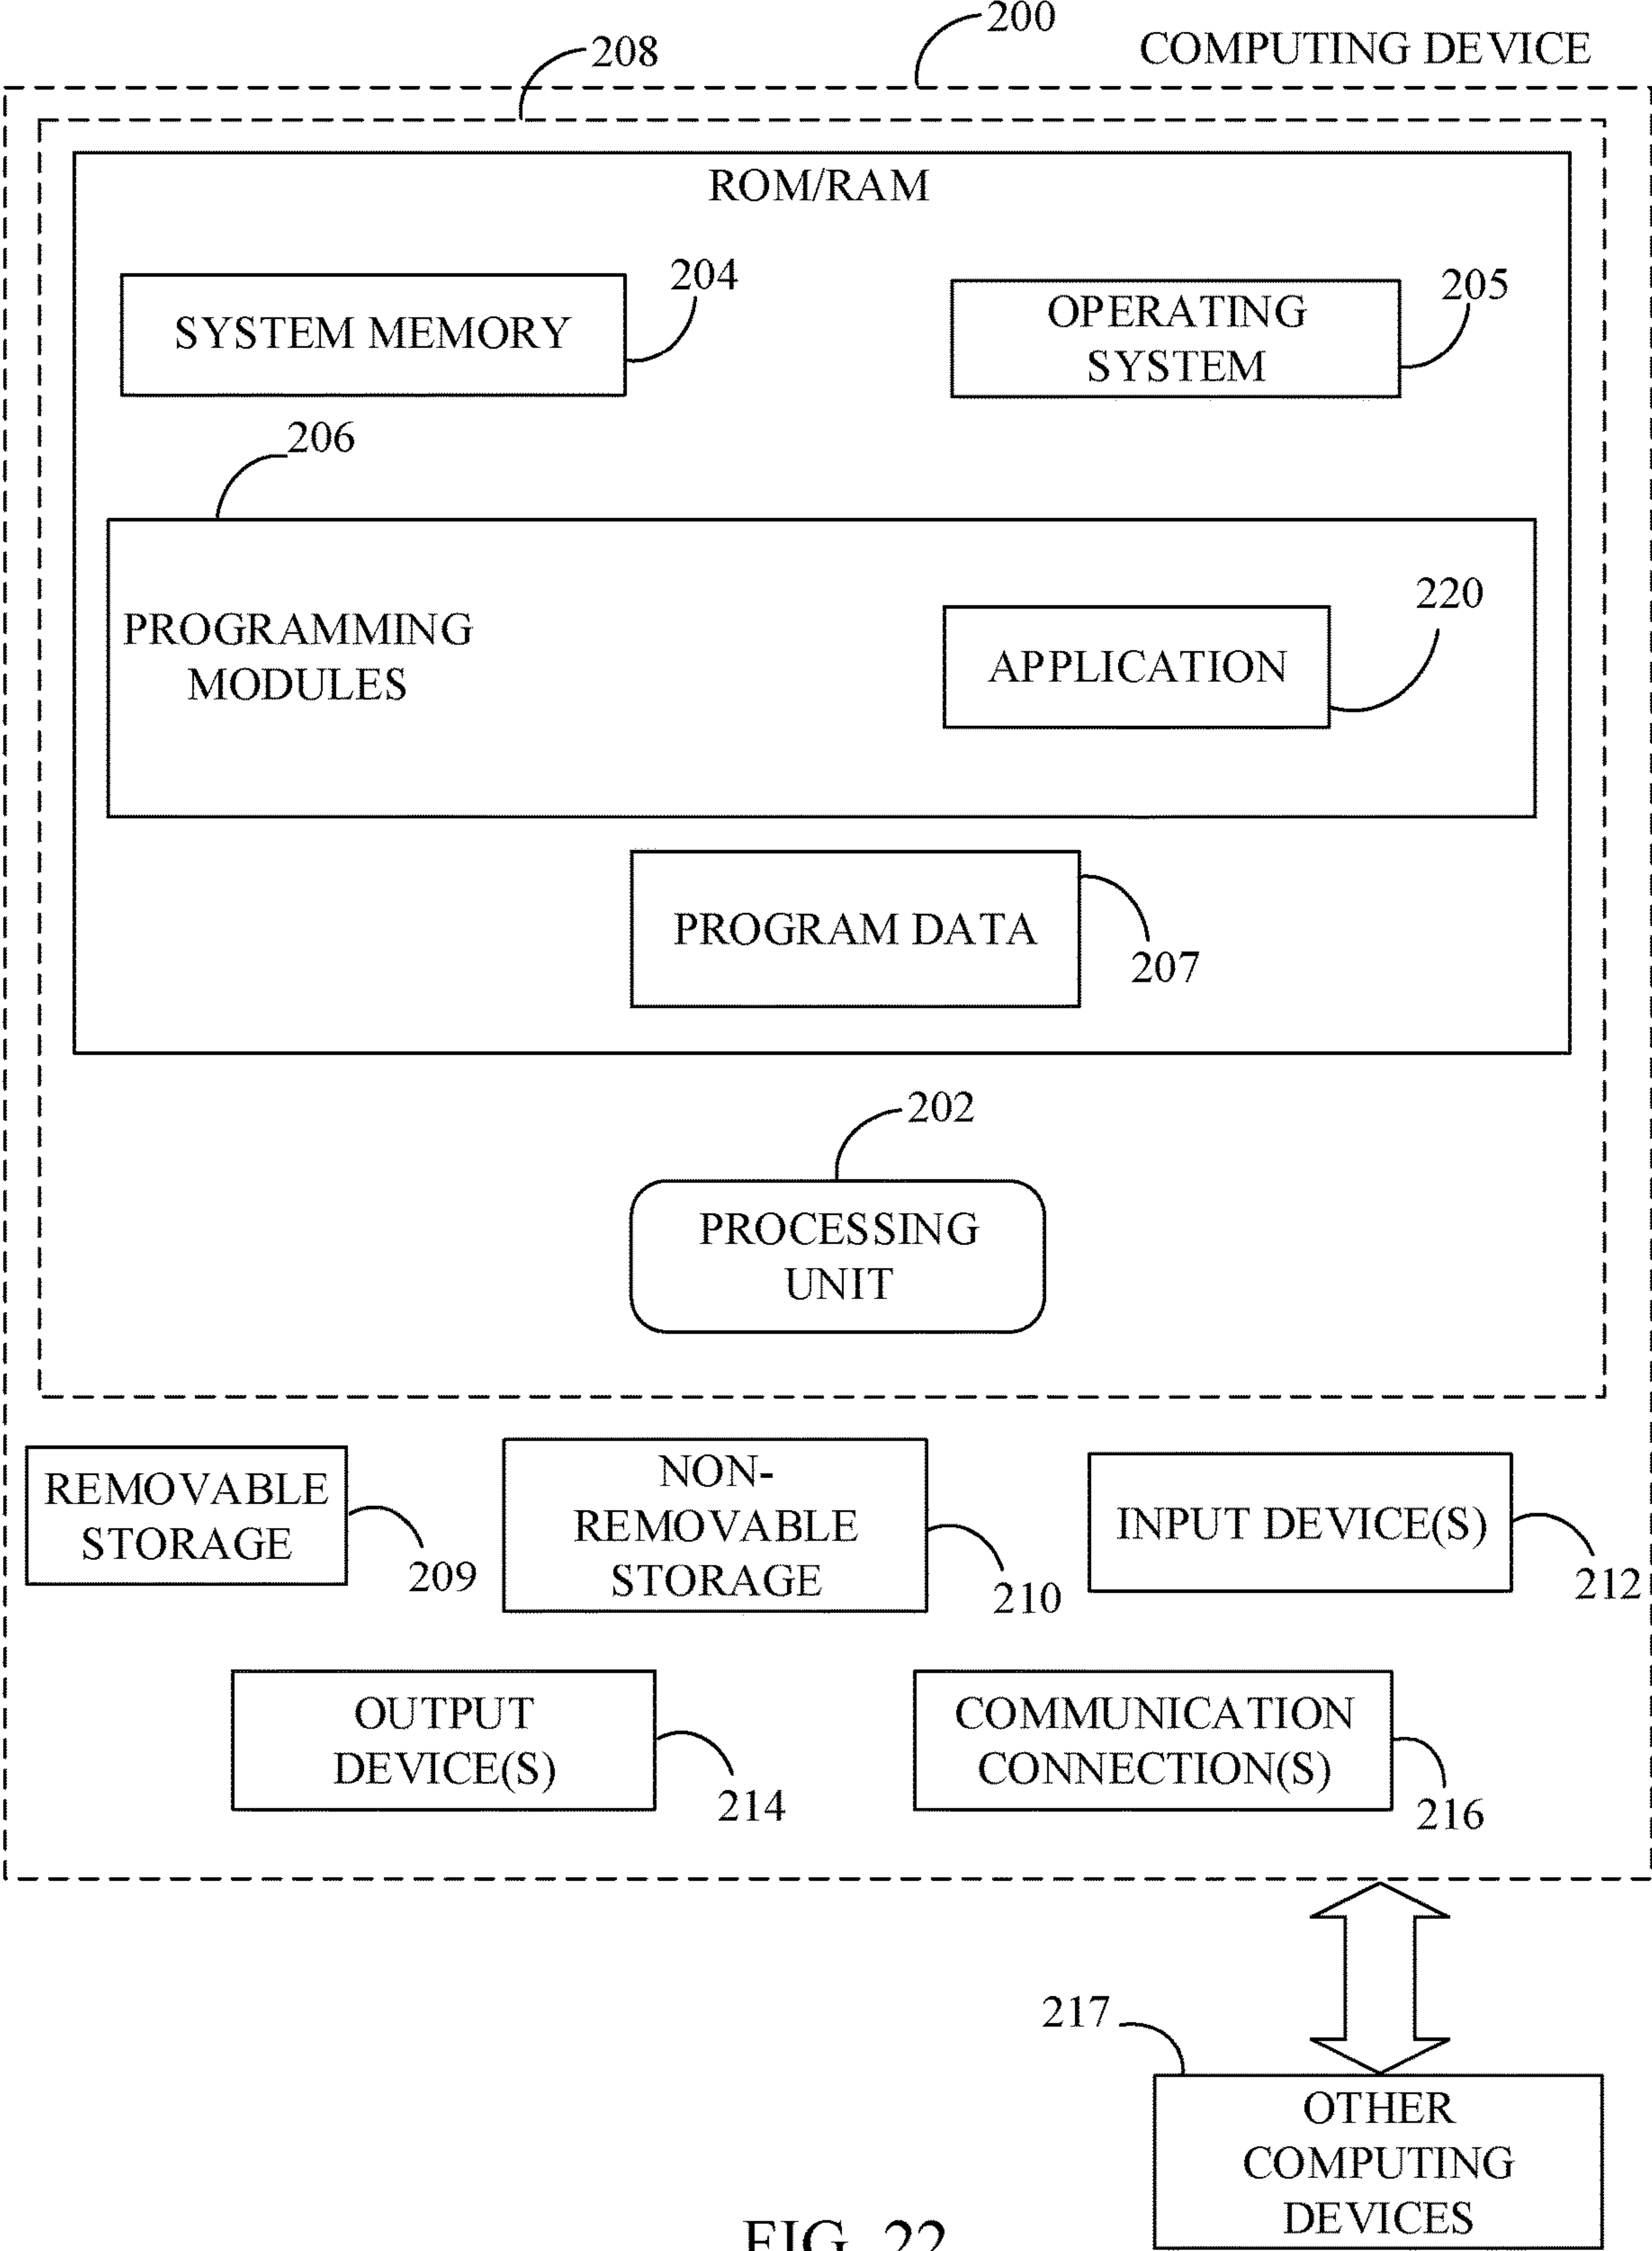 200
COMPUTING DEVICE
208
ROM/RAM
204
SYSTEM MEMORY
205
OPERATING
SYSTEM
206
220
PROGRAMMING
MODULES
APPLICATION
PROGRAM DATA
207
202
PROCESSING
UNIT
REMOVABLE
STORAGE
209
NON-
REMOVABLE
STORAGE
210
INPUT DEVICE(S)
212
OUTPUT
DEVICE(S)
214
COMMUNICATION
CONNECTION(S)
216
217
OTHER
COMPUTING
DEVICES
FIG. 22